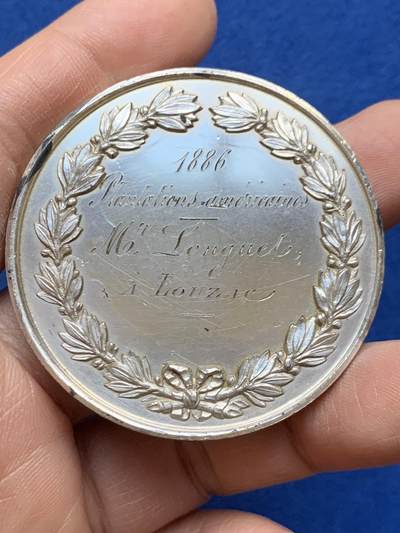 1886
Plantations américaines
Mr. Longuet
À Louzac